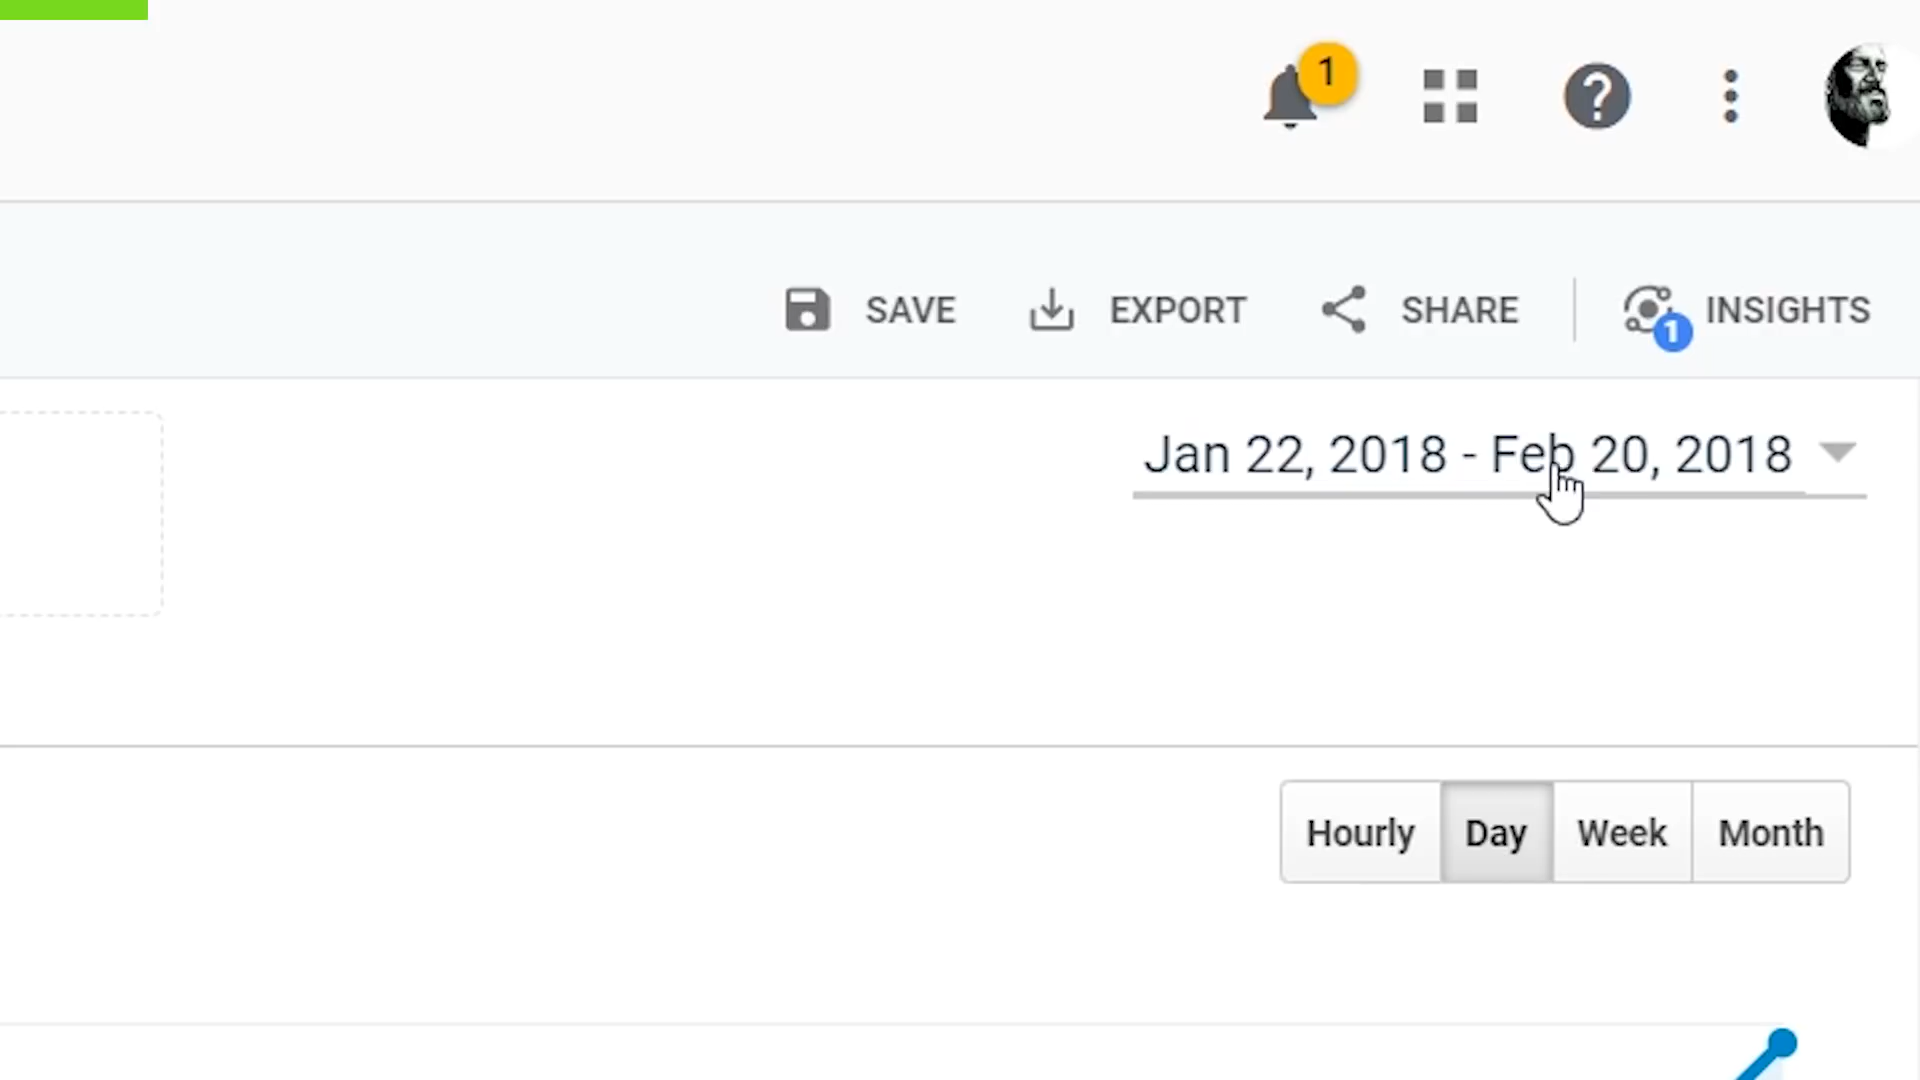 1
SAVE EXPORT SHARE INSIGHTS
1
Jan 22, 2018 - Feb 20, 2018
Hourly Day Week Month